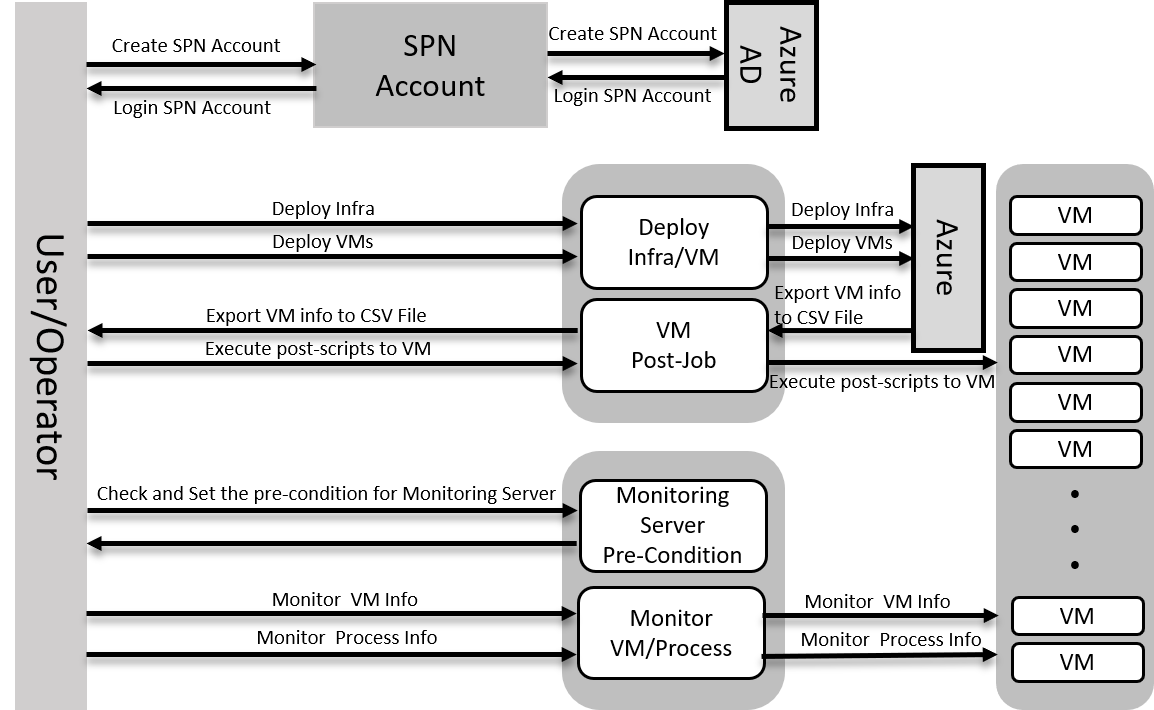 Create SPN Account
Login SPN Account
SPN
Account
Create SPN Account
Login SPN Account
Azure
AD
User/Operator
Deploy Infra
Deploy VMs
Export VM info to CSV File
Execute post-scripts to VM
Deploy
Infra/VM
VM
Post-Job
Deploy Infra
Deploy VMs
Export VM info
to CSV File
Execute post-scripts to VM
Azure
VM
VM
VM
VM
VM
VM
Check and Set the pre-condition for Monitoring Server
Monitoring
Server
Pre-Condition
Monitor VM Info
Monitor Process Info
Monitor
VM/Process
Monitor VM Info
Monitor Process Info
VM
VM